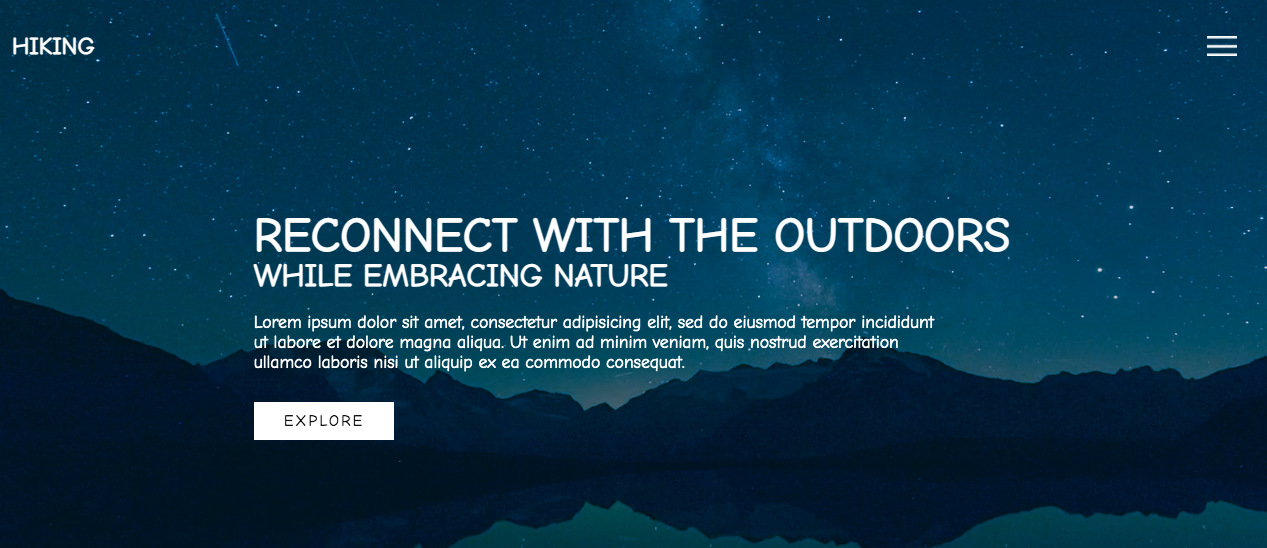 HIKING
RECONNECT WITH THE OUTDOORS
WHILE EMBRACING NATURE
Lorem ipsum dolor sit amet, consectetur adipisicing elit, sed do eiusmod tempor incididunt
ut labore et dolore magna aliqua. Ut enim ad minim veniam, quis nostrud exercitation
ullamco laboris nisi ut aliquip ex ea commodo consequat.
EXPLORE